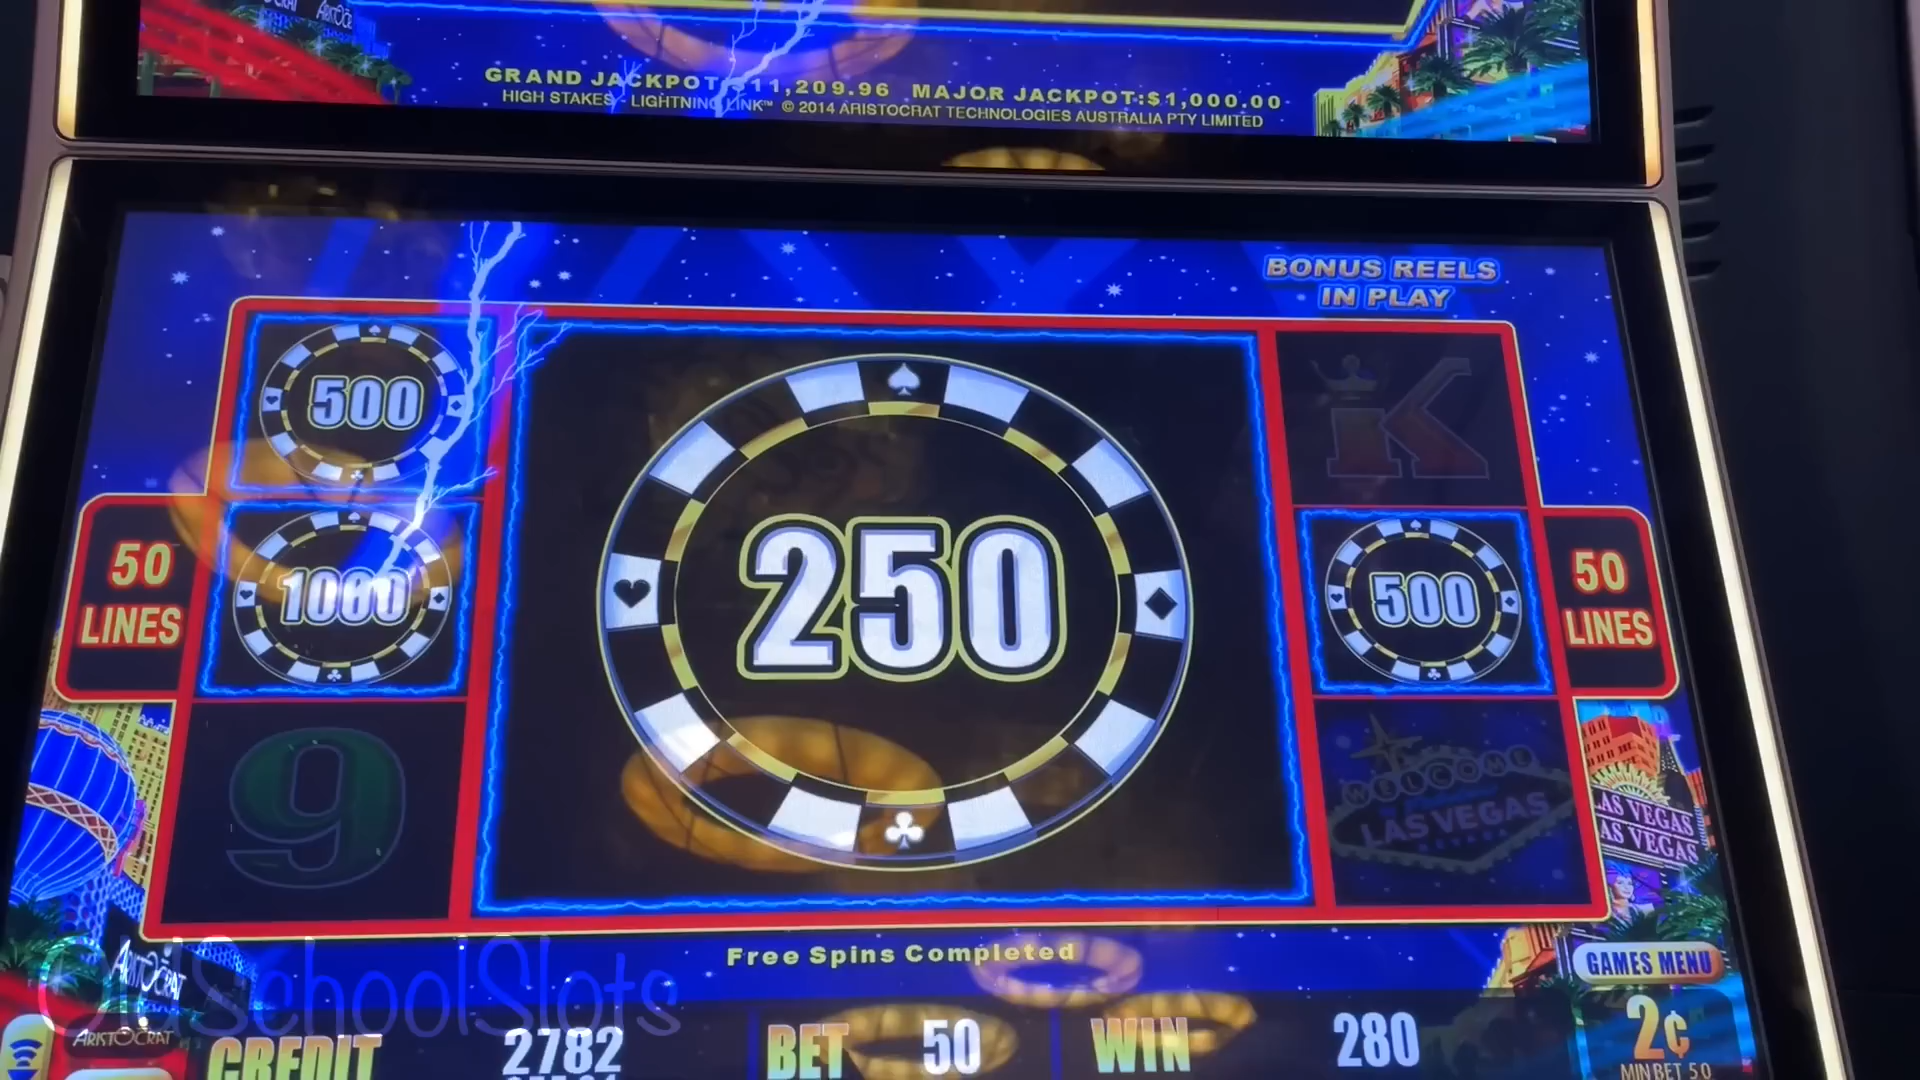 ARISTOCRAT
GRAND JACKPOT:$11,209.96 MAJOR JACKPOT:$1,000.00
HIGH STAKES - LIGHTNING LINK™ © 2014 ARISTOCRAT TECHNOLOGIES AUSTRALIA PTY LIMITED
BONUS REELS
IN PLAY
500
K
50
LINES
1000
250
500
50
LINES
9
WELCOME
LAS VEGAS
NEVADA
LAS VEGAS
LAS VEGAS
Free Spins Completed
GAMES MENU
ARISTOCRAT
OldSchoolSlots
ARISTOCRAT
CREDIT 2782 BET 50 WIN 280 2¢
MIN BET 50